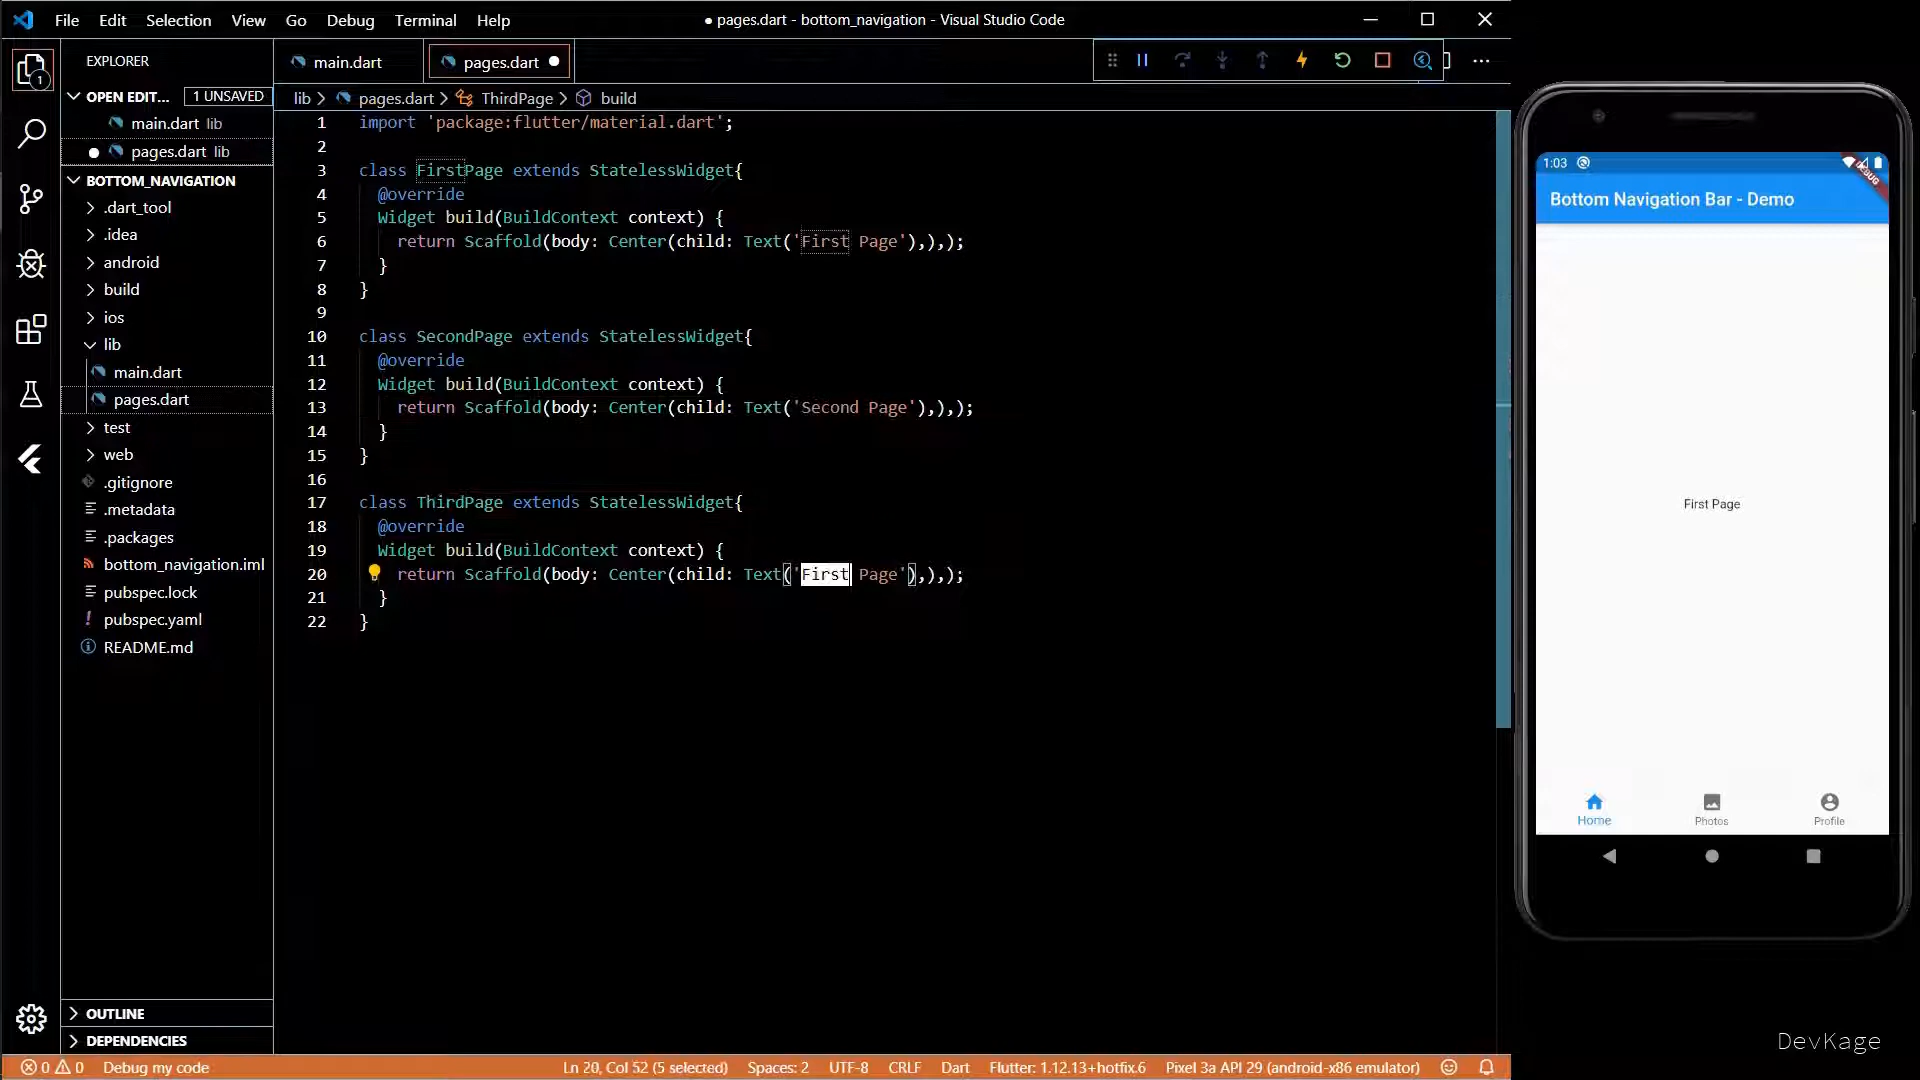 File Edit Selection View Go Debug Terminal Help
● pages.dart - bottom_navigation - Visual Studio Code
EXPLORER
OPEN EDIT... 1 UNSAVED
main.dart lib
pages.dart lib
BOTTOM_NAVIGATION
.dart_tool
.idea
android
build
ios
lib
main.dart
pages.dart
test
web
.gitignore
.metadata
.packages
bottom_navigation.iml
pubspec.lock
pubspec.yaml
README.md
OUTLINE
DEPENDENCIES
main.dart pages.dart
lib > pages.dart > ThirdPage > build
1 import 'package:flutter/material.dart';
2
3 class FirstPage extends StatelessWidget{
4 @override
5 Widget build(BuildContext context) {
6 return Scaffold(body: Center(child: Text('First Page'),),);
7 }
8 }
9
10 class SecondPage extends StatelessWidget{
11 @override
12 Widget build(BuildContext context) {
13 return Scaffold(body: Center(child: Text('Second Page'),),);
14 }
15 }
16
17 class ThirdPage extends StatelessWidget{
18 @override
19 Widget build(BuildContext context) {
20 return Scaffold(body: Center(child: Text('First Page'),),);
21 }
22 }
1:03
DEBUG
Bottom Navigation Bar - Demo
First Page
Home Photos Profile
DevKage
0 0 Debug my code Ln 20, Col 52 (5 selected) Spaces: 2 UTF-8 CRLF Dart Flutter: 1.12.13+hotfix.6 Pixel 3a API 29 (android-x86 emulator)